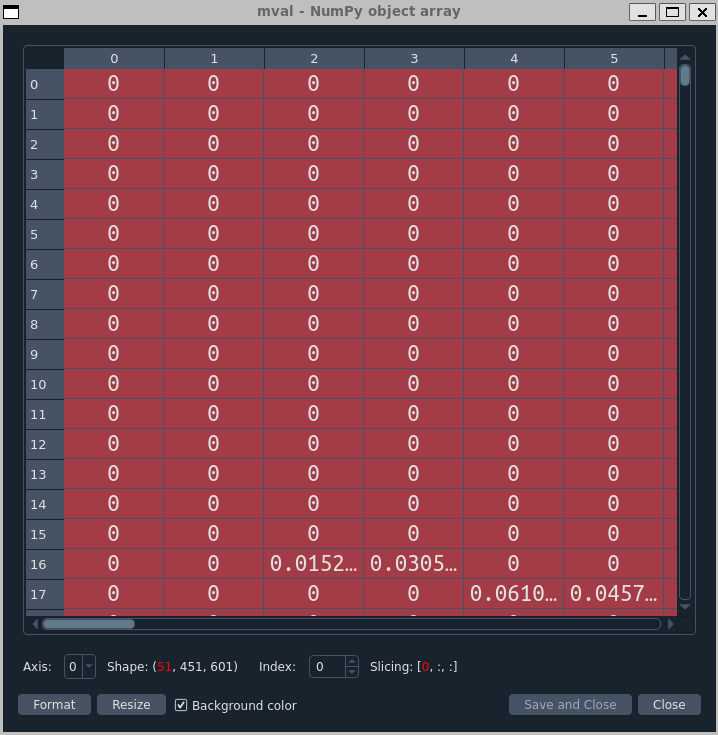 mval - NumPy object array
0 1 2 3 4 5
0 0 0 0 0 0 0
1 0 0 0 0 0 0
2 0 0 0 0 0 0
3 0 0 0 0 0 0
4 0 0 0 0 0 0
5 0 0 0 0 0 0
6 0 0 0 0 0 0
7 0 0 0 0 0 0
8 0 0 0 0 0 0
9 0 0 0 0 0 0
10 0 0 0 0 0 0
11 0 0 0 0 0 0
12 0 0 0 0 0 0
13 0 0 0 0 0 0
14 0 0 0 0 0 0
15 0 0 0 0 0 0
16 0 0 0.0152… 0.0305… 0 0
17 0 0 0 0 0.0610… 0.0457…
Axis: 0 Shape: (51, 451, 601) Index: 0 Slicing: [0, :, :]
Format Resize Background color Save and Close Close